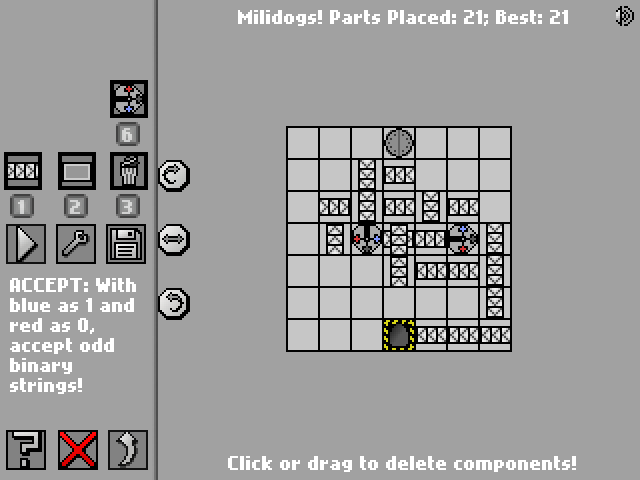 Milidogs! Parts Placed: 21; Best: 21
6
1 2 3
ACCEPT: With
blue as 1 and
red as 0,
accept odd
binary
strings!
?
Click or drag to delete components!